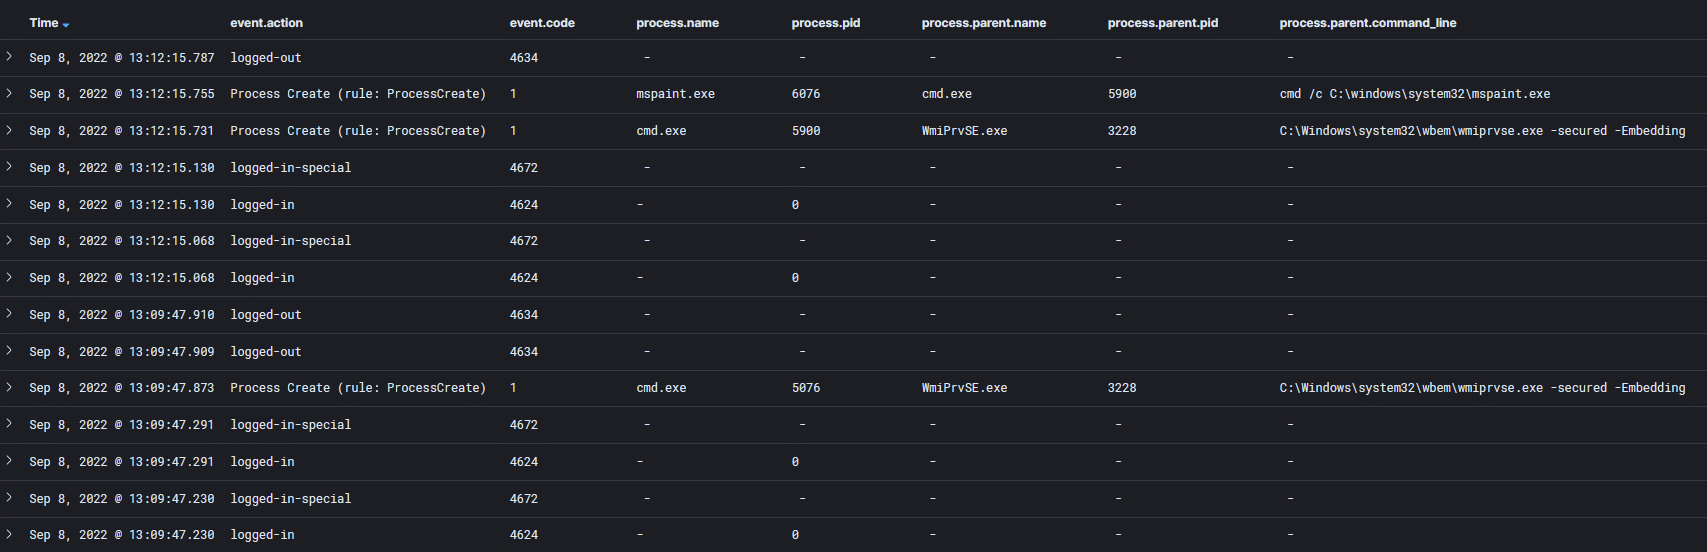 Time event.action event.code process.name process.pid process.parent.name process.parent.pid process.parent.command_line
Sep 8, 2022 @ 13:12:15.787 logged-out 4634 - - - - -
Sep 8, 2022 @ 13:12:15.755 Process Create (rule: ProcessCreate) 1 mspaint.exe 6076 cmd.exe 5900 cmd /c C:\windows\system32\mspaint.exe
Sep 8, 2022 @ 13:12:15.731 Process Create (rule: ProcessCreate) 1 cmd.exe 5900 WmiPrvSE.exe 3228 C:\Windows\system32\wbem\wmiprvse.exe -secured -Embedding
Sep 8, 2022 @ 13:12:15.130 logged-in-special 4672 - - - - -
Sep 8, 2022 @ 13:12:15.130 logged-in 4624 - 0 - - -
Sep 8, 2022 @ 13:12:15.068 logged-in-special 4672 - - - - -
Sep 8, 2022 @ 13:12:15.068 logged-in 4624 - 0 - - -
Sep 8, 2022 @ 13:09:47.910 logged-out 4634 - - - - -
Sep 8, 2022 @ 13:09:47.909 logged-out 4634 - - - - -
Sep 8, 2022 @ 13:09:47.873 Process Create (rule: ProcessCreate) 1 cmd.exe 5076 WmiPrvSE.exe 3228 C:\Windows\system32\wbem\wmiprvse.exe -secured -Embedding
Sep 8, 2022 @ 13:09:47.291 logged-in-special 4672 - - - - -
Sep 8, 2022 @ 13:09:47.291 logged-in 4624 - 0 - - -
Sep 8, 2022 @ 13:09:47.230 logged-in-special 4672 - - - - -
Sep 8, 2022 @ 13:09:47.230 logged-in 4624 - 0 - - -